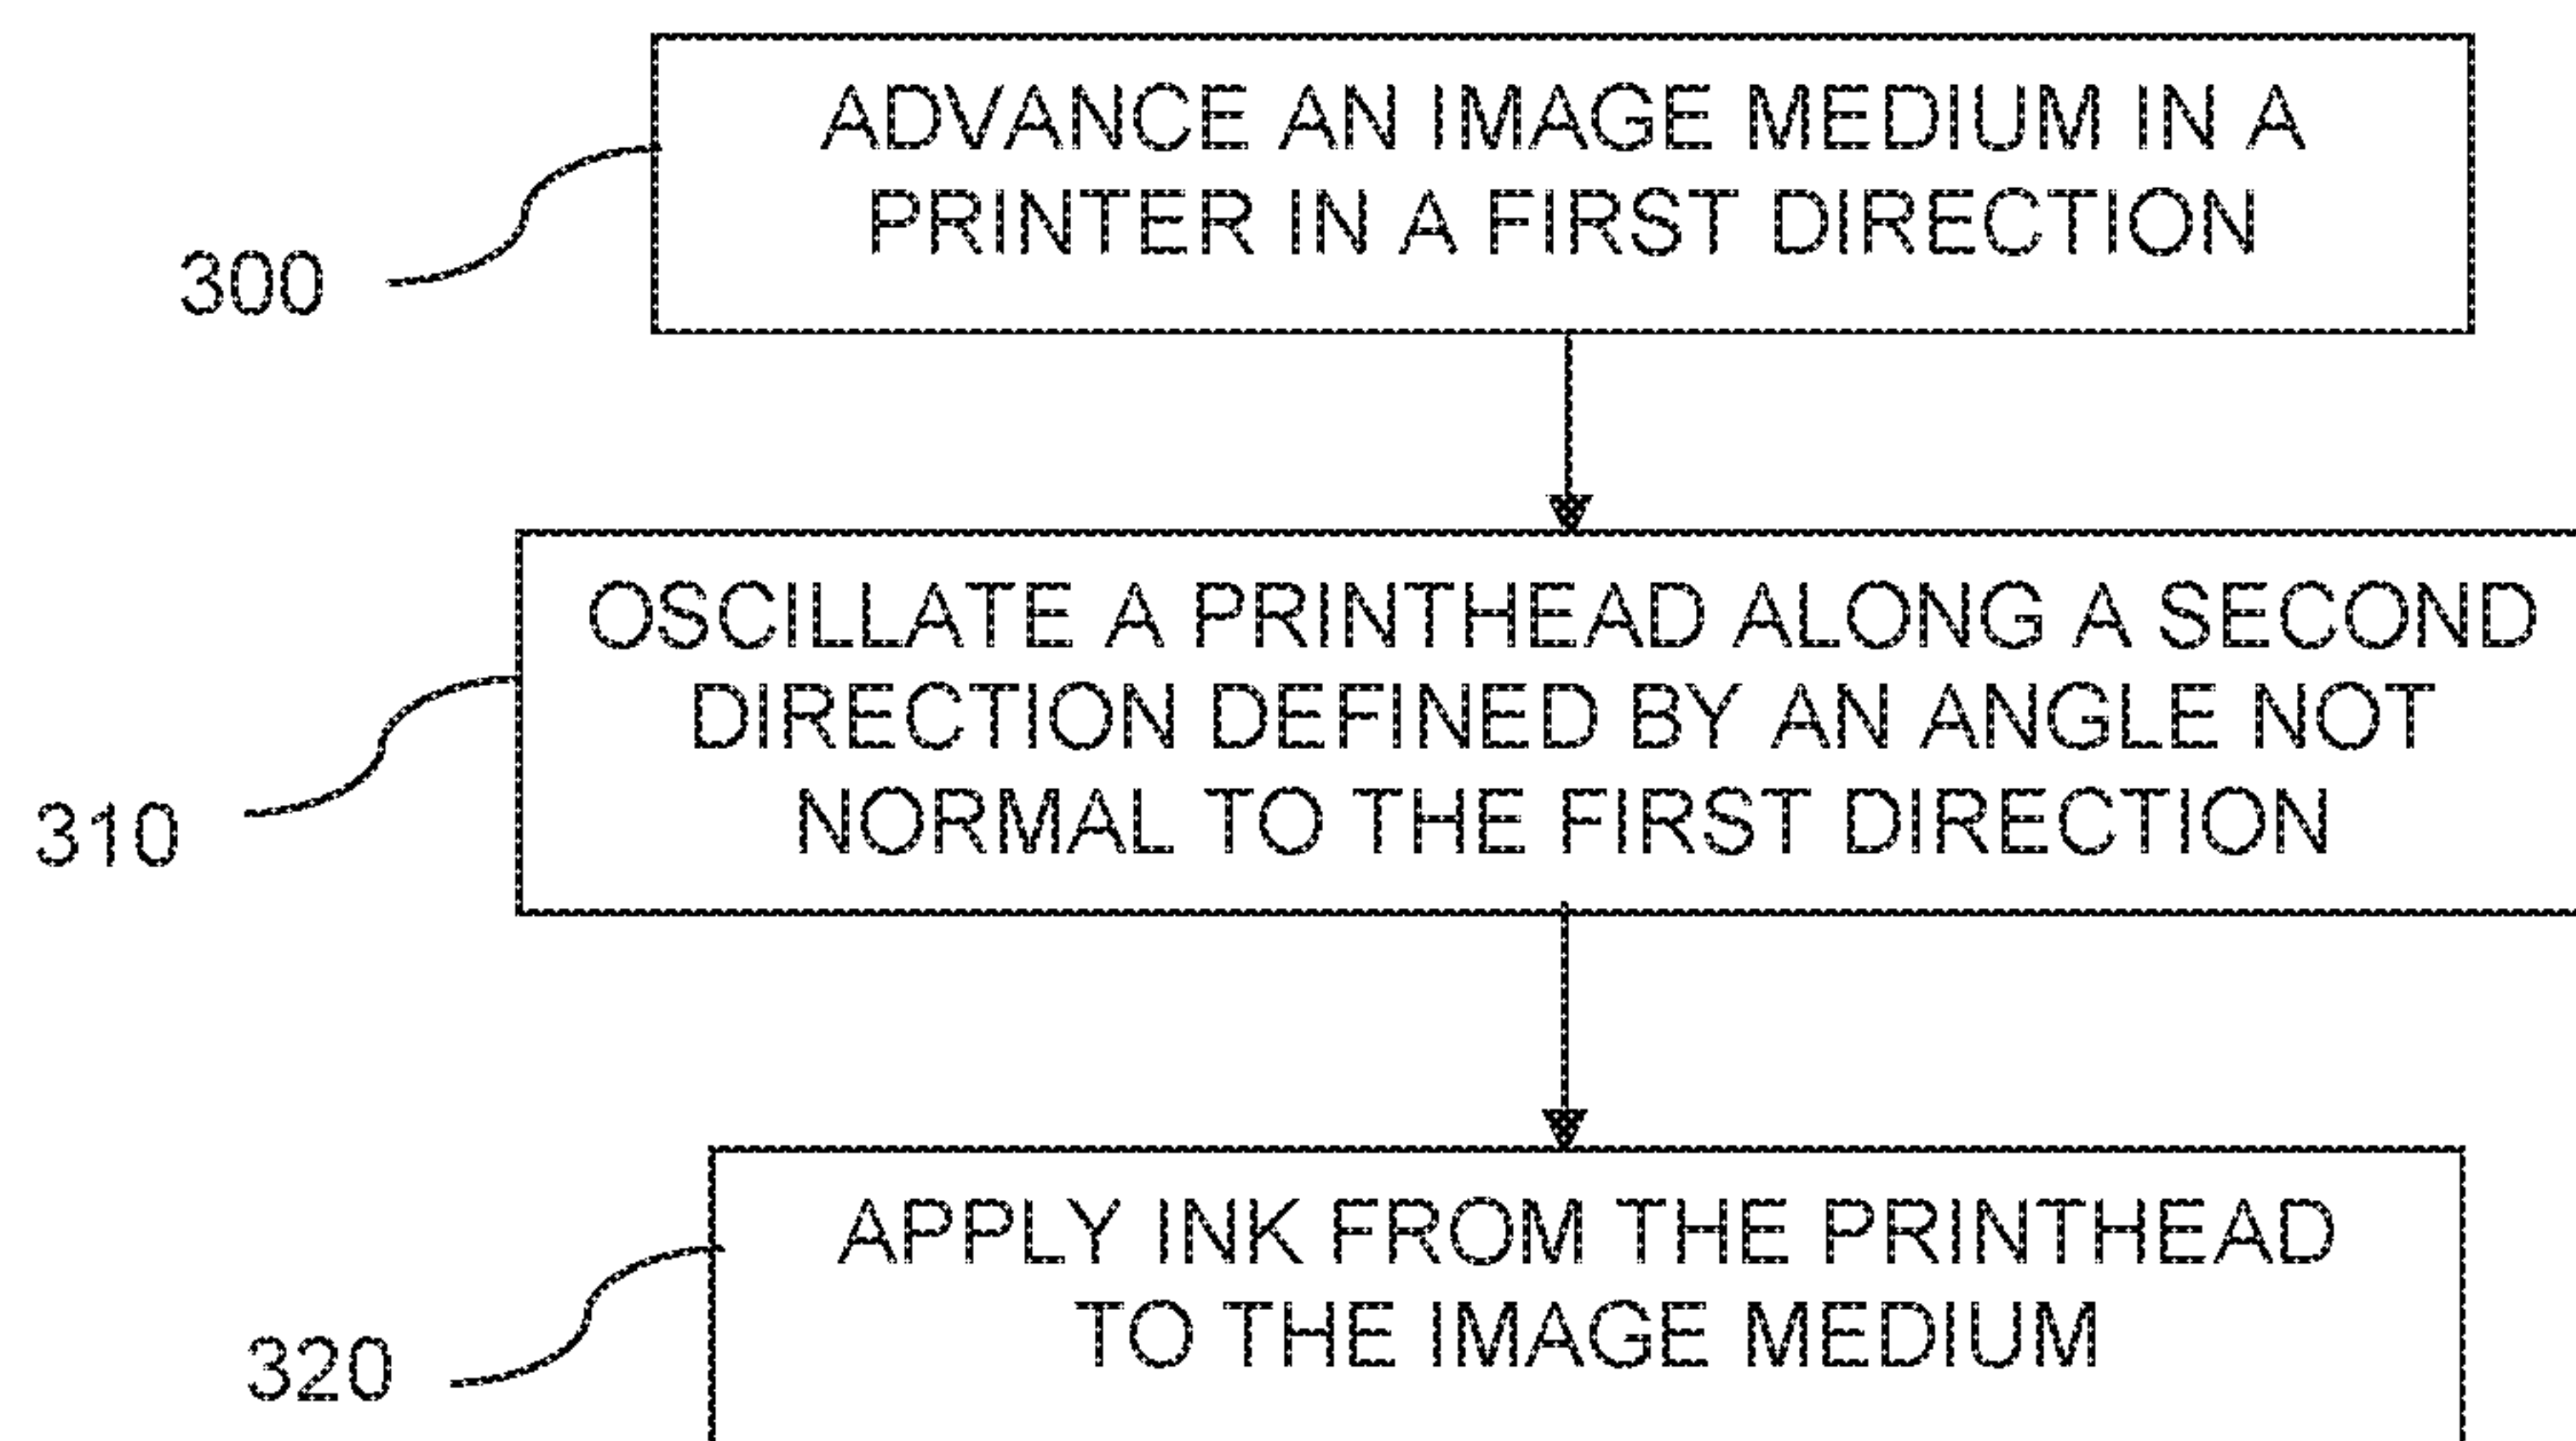 ADVANCE AN IMAGE MEDIUM IN A
PRINTER IN A FIRST DIRECTION
300
OSCILLATE A PRINTHEAD ALONG A SECOND
DIRECTION DEFINED BY AN ANGLE NOT
NORMAL TO THE FIRST DIRECTION
310
APPLY INK FROM THE PRINTHEAD
TO THE IMAGE MEDIUM
320